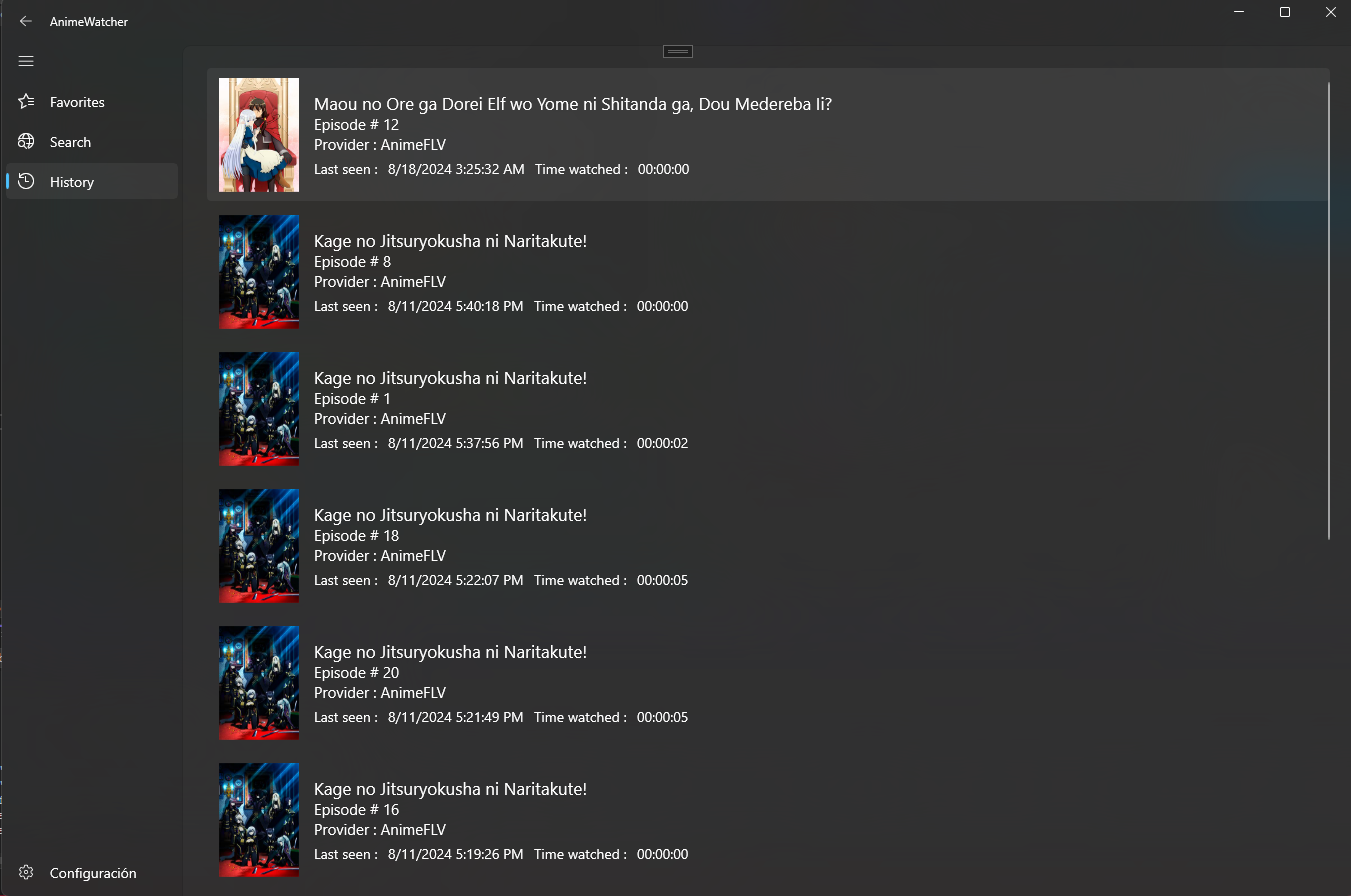 AnimeWatcher
Favorites
Search
History
Maou no Ore ga Dorei Elf wo Yome ni Shitanda ga, Dou Medereba Ii?
Episode # 12
Provider : AnimeFLV
Last seen : 8/18/2024 3:25:32 AM Time watched : 00:00:00
Kage no Jitsuryokusha ni Naritakute!
Episode # 8
Provider : AnimeFLV
Last seen : 8/11/2024 5:40:18 PM Time watched : 00:00:00
Kage no Jitsuryokusha ni Naritakute!
Episode # 1
Provider : AnimeFLV
Last seen : 8/11/2024 5:37:56 PM Time watched : 00:00:02
Kage no Jitsuryokusha ni Naritakute!
Episode # 18
Provider : AnimeFLV
Last seen : 8/11/2024 5:22:07 PM Time watched : 00:00:05
Kage no Jitsuryokusha ni Naritakute!
Episode # 20
Provider : AnimeFLV
Last seen : 8/11/2024 5:21:49 PM Time watched : 00:00:05
Kage no Jitsuryokusha ni Naritakute!
Episode # 16
Provider : AnimeFLV
Last seen : 8/11/2024 5:19:26 PM Time watched : 00:00:00
Configuración